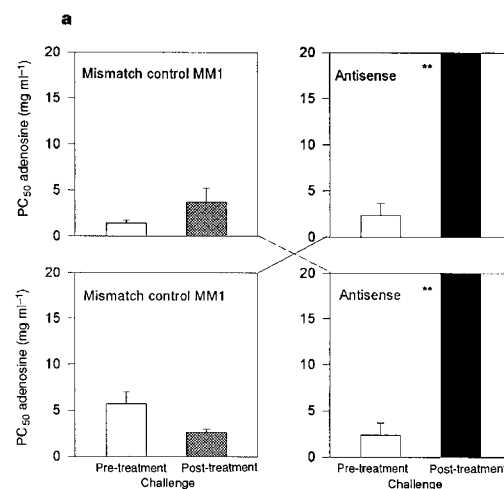 a
PC50 adenosine (mg ml−1)
20
15
10
5
0
Mismatch control MM1
20
15
10
5
0
Antisense **
PC50 adenosine (mg ml−1)
20
15
10
5
0
Mismatch control MM1
Pre-treatment Post-treatment
Challenge
20
15
10
5
0
Antisense **
Pre-treatment Post-treatment
Challenge